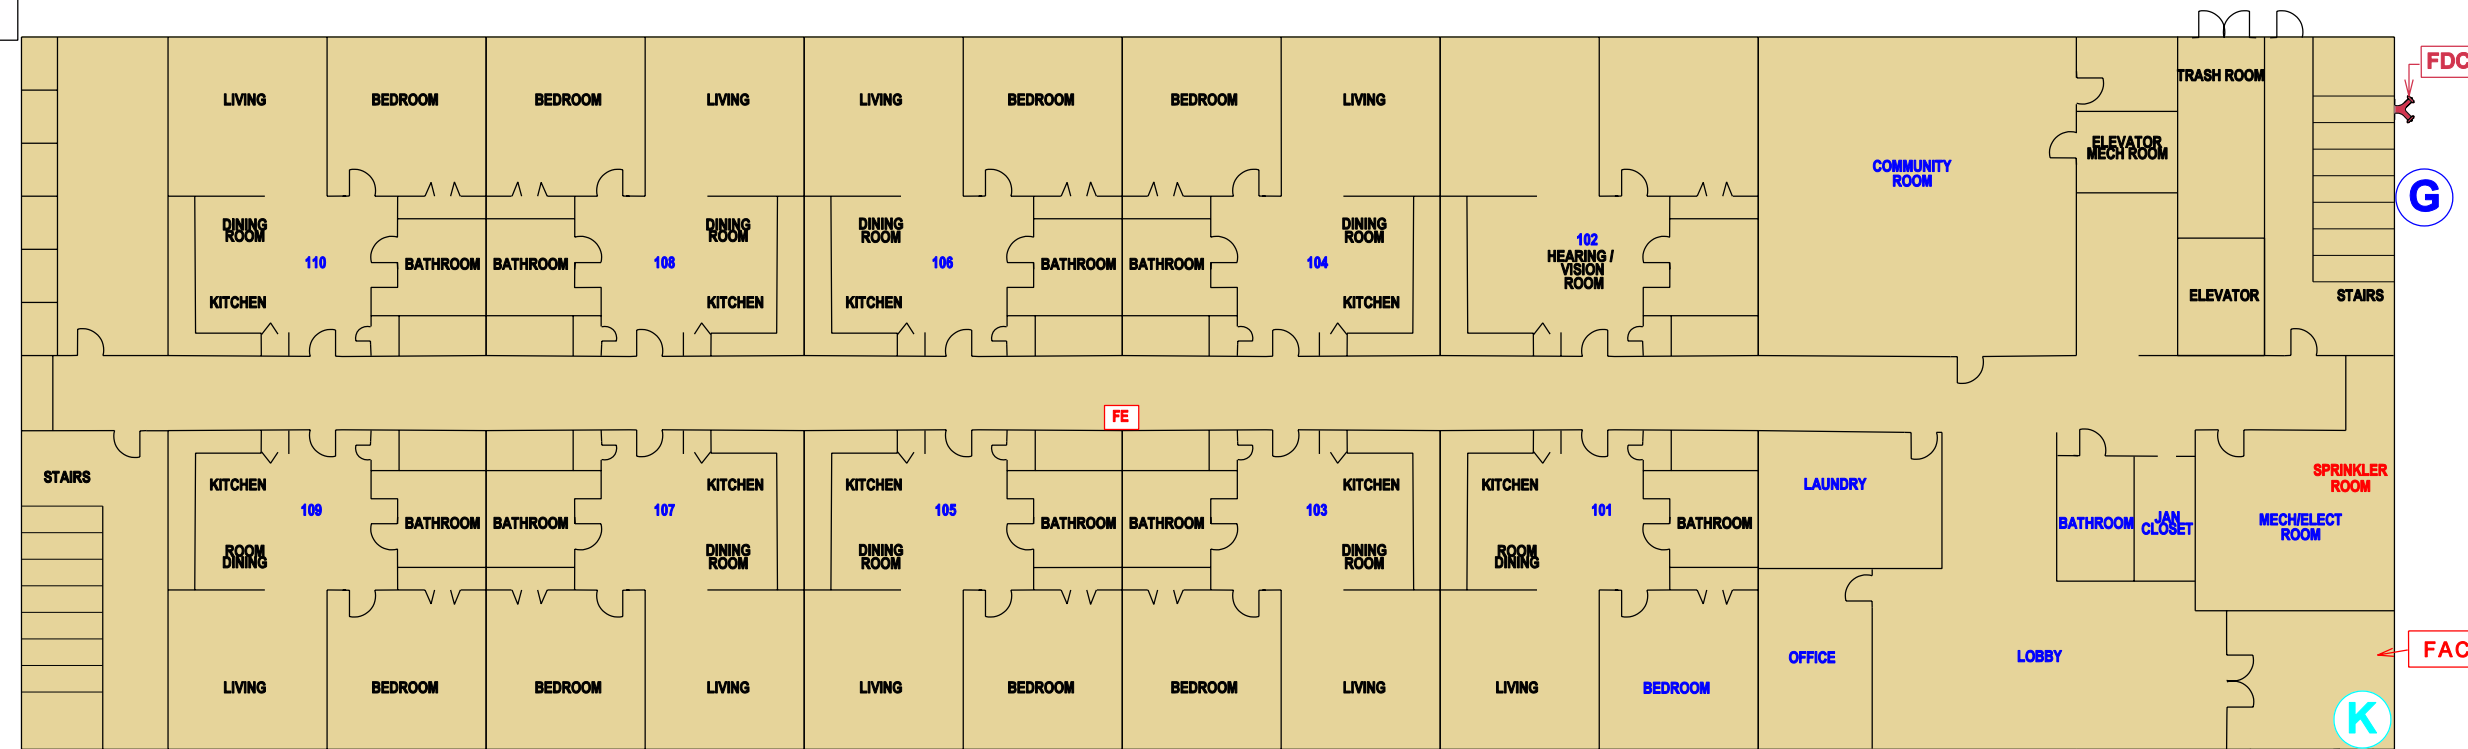 FDC
TRASH ROOM
LIVING
BEDROOM
BEDROOM
LIVING
LIVING
BEDROOM
BEDROOM
LIVING
ELEVATOR
MECH ROOM
COMMUNITY
ROOM
G
DINING
ROOM
DINING
ROOM
DINING
ROOM
DINING
ROOM
102
HEARING /
VISION
ROOM
110
BATHROOM
BATHROOM
108
106
BATHROOM
BATHROOM
104
KITCHEN
KITCHEN
KITCHEN
KITCHEN
ELEVATOR
STAIRS
FE
STAIRS
KITCHEN
KITCHEN
KITCHEN
KITCHEN
KITCHEN
LAUNDRY
SPRINKLER
ROOM
109
107
105
103
101
BATHROOM
BATHROOM
BATHROOM
BATHROOM
BATHROOM
BATHROOM
JAN
CLOSET
MECH/ELECT
ROOM
ROOM
DINING
DINING
ROOM
DINING
ROOM
DINING
ROOM
ROOM
DINING
LIVING
BEDROOM
BEDROOM
LIVING
LIVING
BEDROOM
BEDROOM
LIVING
LIVING
BEDROOM
OFFICE
LOBBY
FAC
K